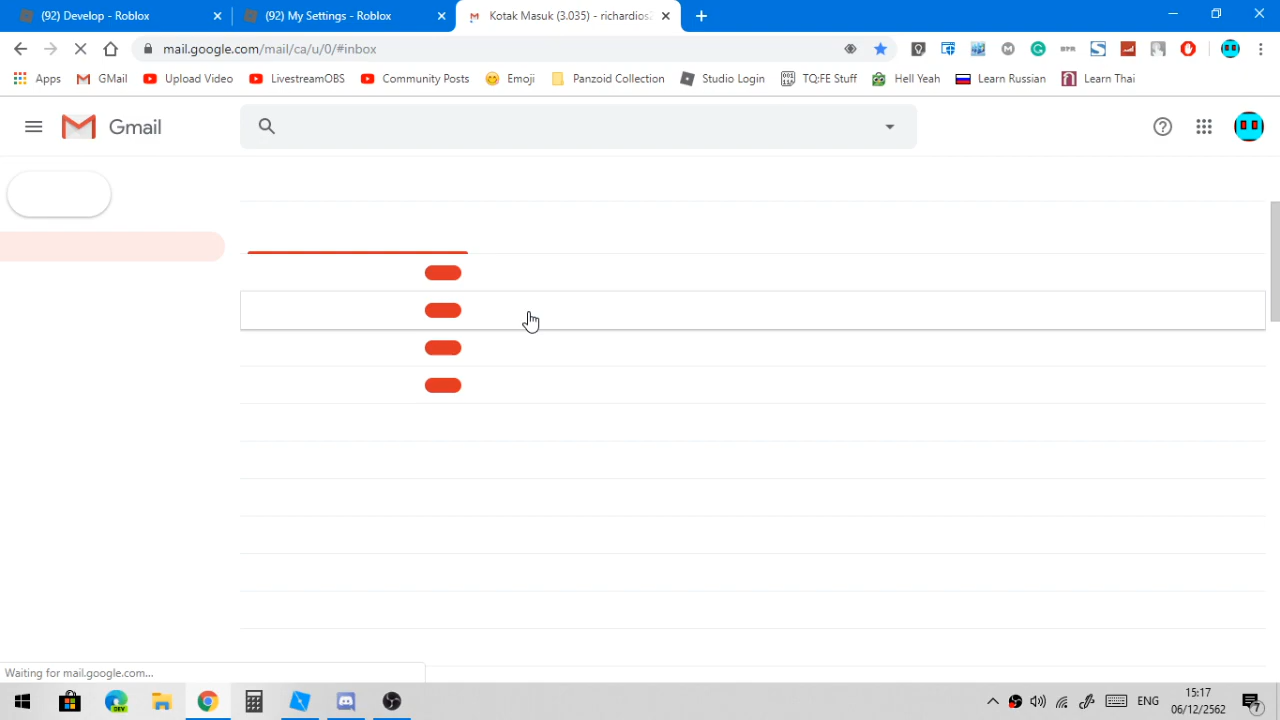 (92) Develop - Roblox
(92) My Settings - Roblox
Kotak Masuk (3.035) - richardios
mail.google.com/mail/ca/u/0/#inbox
Apps
GMail
Upload Video
LivestreamOBS
Community Posts
Emoji
Panzoid Collection
Studio Login
TQ:FE Stuff
Hell Yeah
Learn Russian
Learn Thai
Gmail
Waiting for mail.google.com...
DEV
ENG
15:17
06/12/2562
7